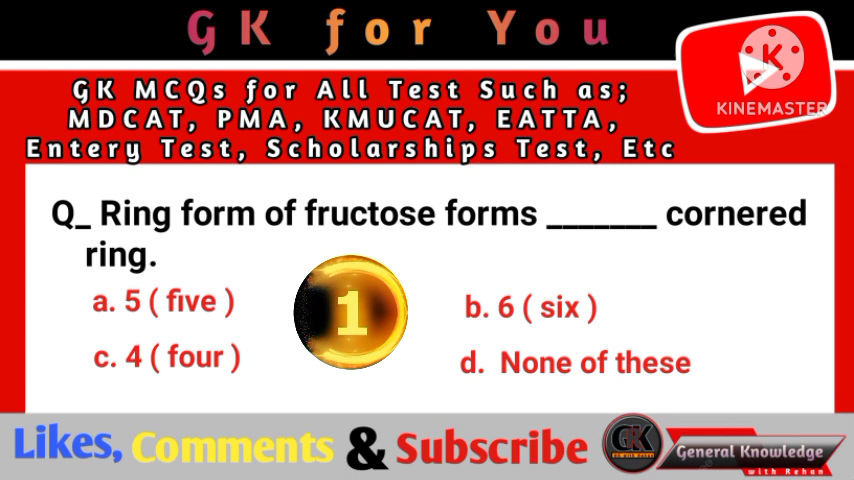 GK for You
GK MCQs for All Test Such as;
MDCAT, PMA, KMUCAT, EATTA,
Entery Test, Scholarships Test, Etc
KINEMASTER
Q_ Ring form of fructose forms _______ cornered
ring.
a. 5 ( five )
b. 6 ( six )
1
c. 4 ( four )
d. None of these
Likes, Comments & Subscribe
GK
General Knowledge
with Rehan